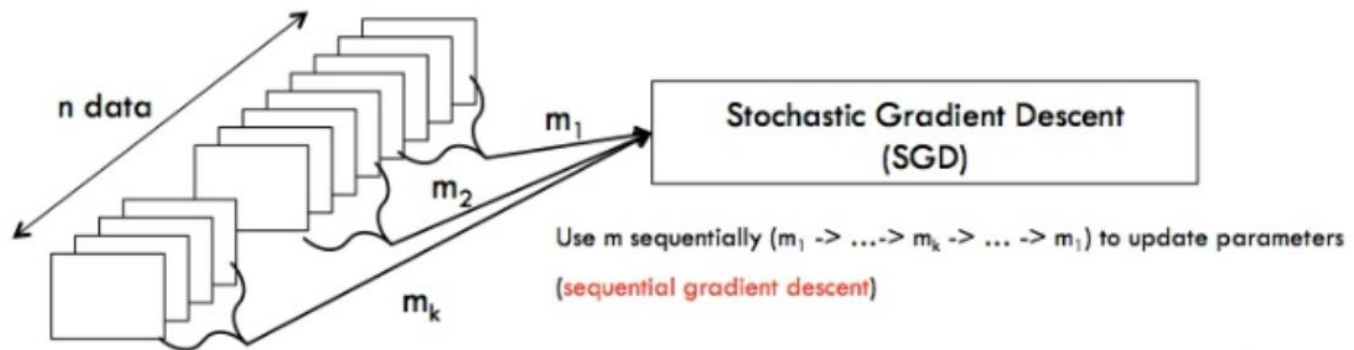 n data
m₁
m₂
mₖ
Stochastic Gradient Descent
(SGD)
Use m sequentially (m₁ -> ...-> mₖ -> ... -> m₁) to update parameters
(sequential gradient descent)